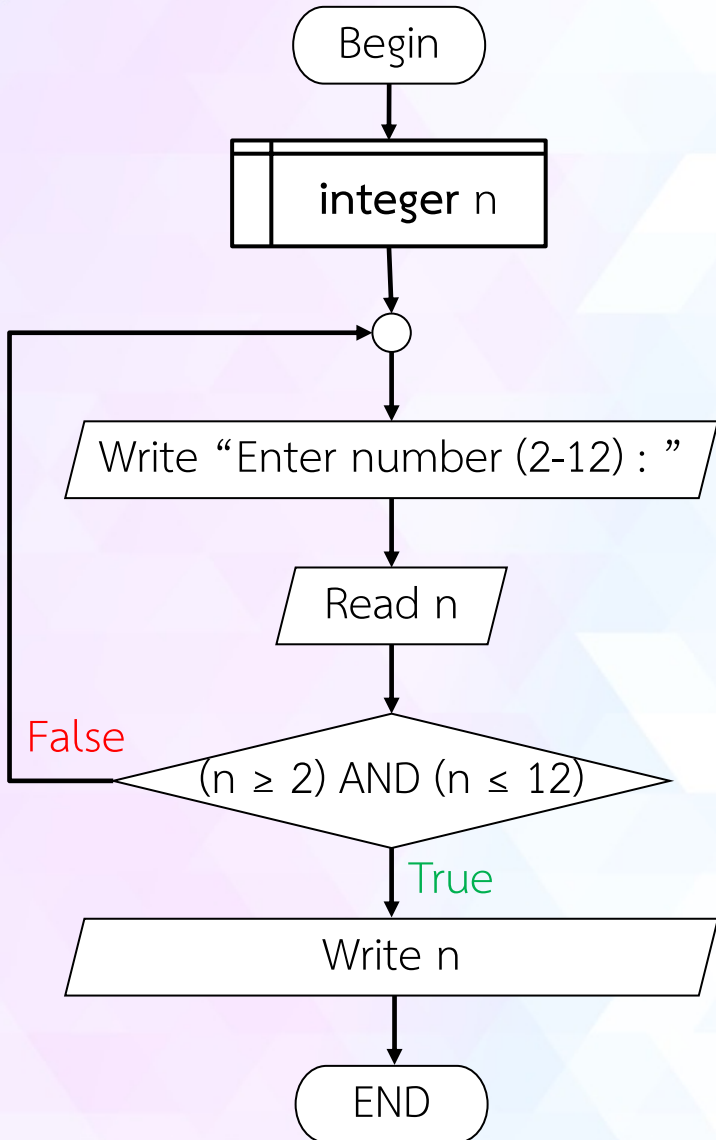 Begin
integer n
Write “Enter number (2-12) : ”
Read n
False
(n ≥ 2) AND (n ≤ 12)
True
Write n
END